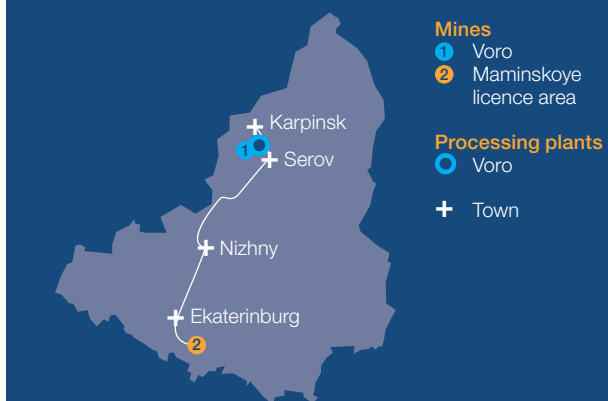 Mines
1 Voro
2 Maminskoye
licence area
Processing plants
Voro
Town
Karpinsk
1
Serov
Nizhny
Ekaterinburg
2